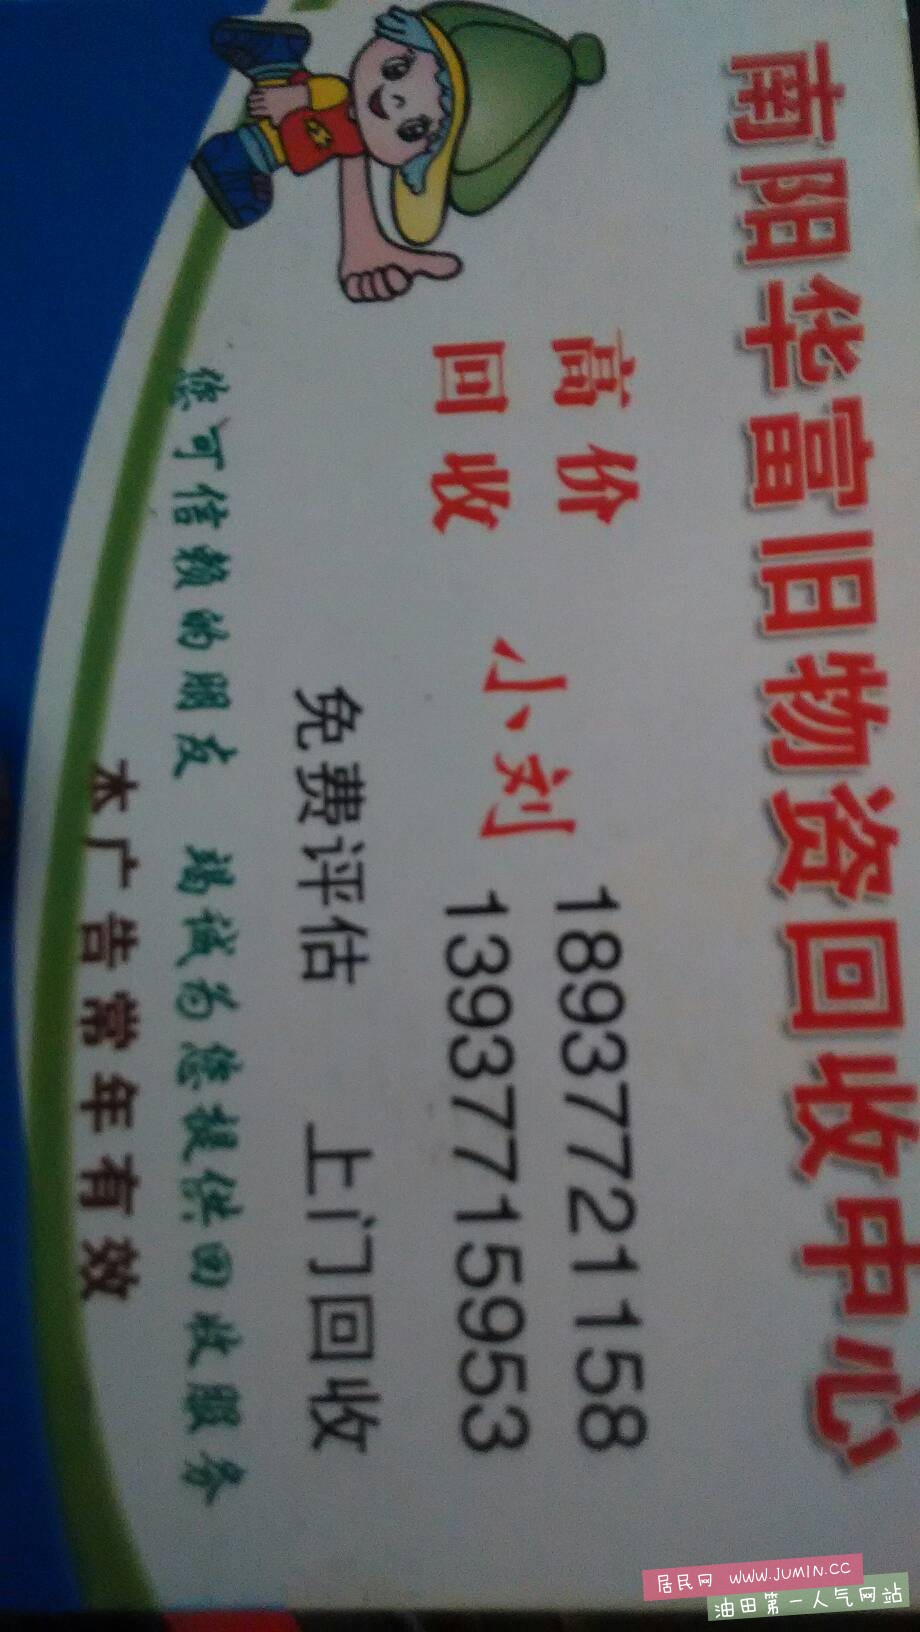 南阳华富旧物资回收中心
高价
回收
小刘
18937721158
13937715953
免费评估 上门回收
您可信赖的朋友 竭诚为您提供回收服务
本广告常年有效
居民网 WWW.JUMIN.CC
油田第一人气网站